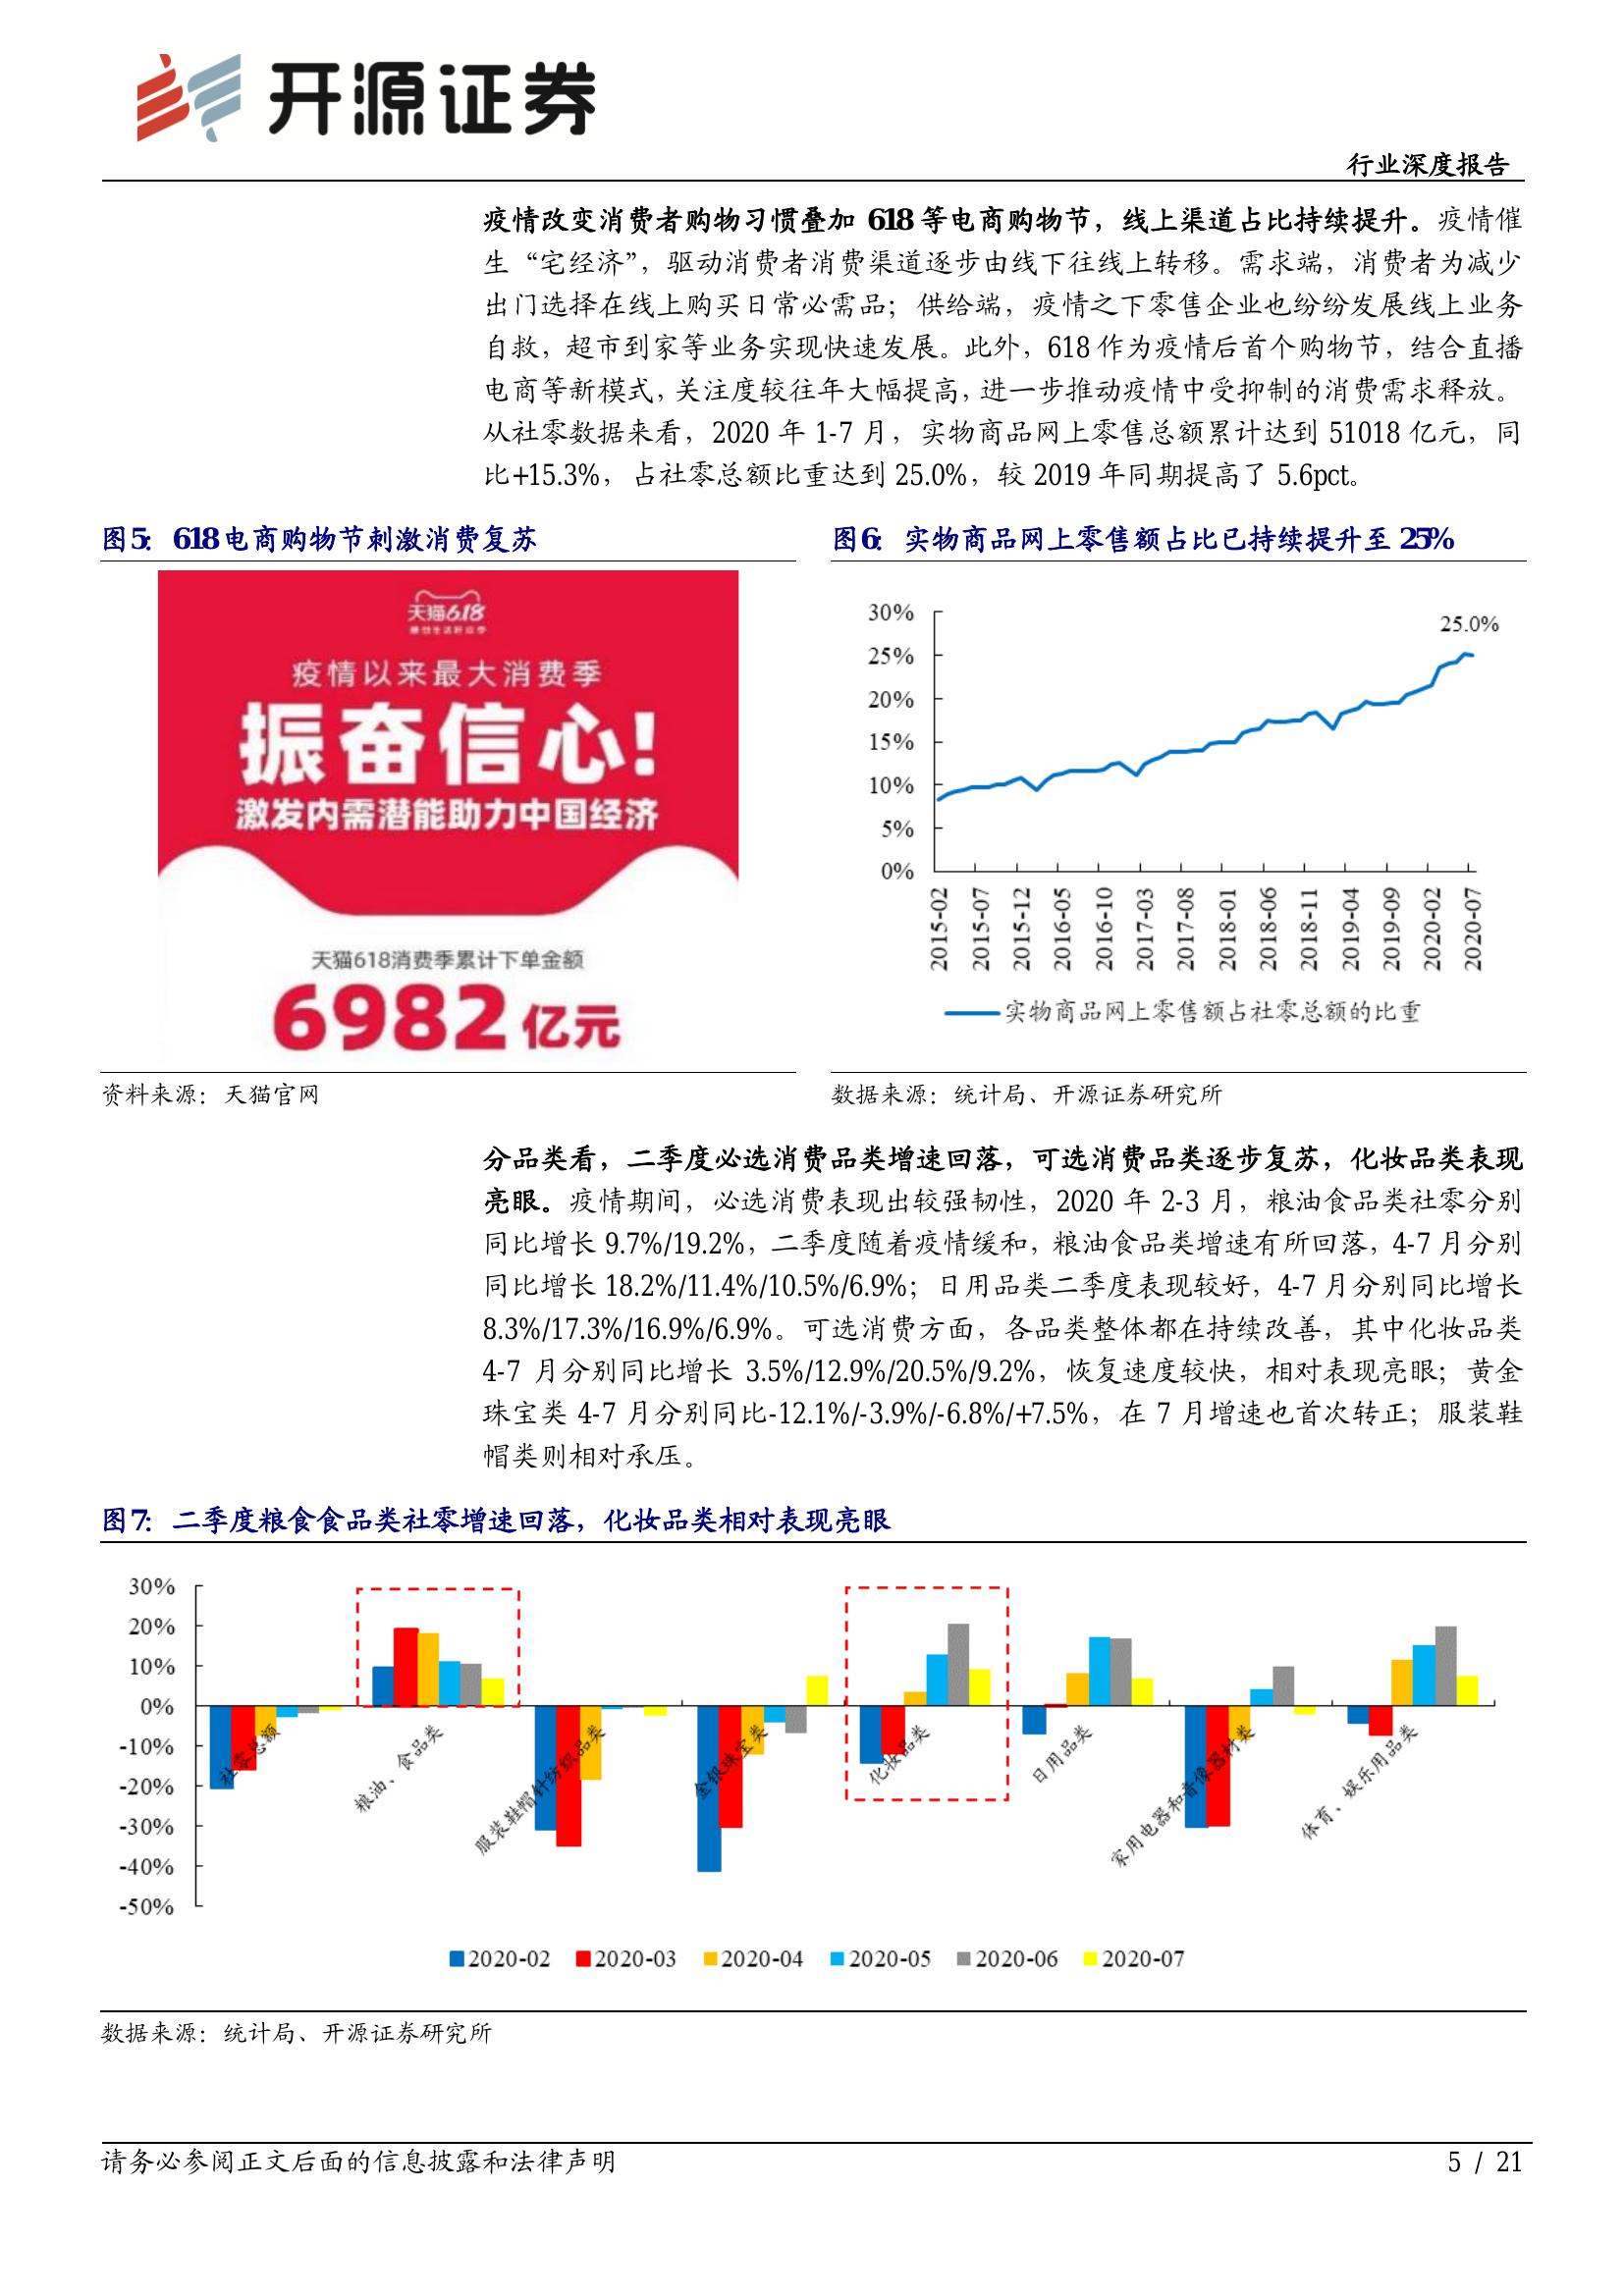 开源证券
行业深度报告
疫情改变消费者购物习惯叠加 618 等电商购物节，线上渠道占比持续提升。疫情催
生“宅经济”，驱动消费者消费渠道逐步由线下往线上转移。需求端，消费者为减少
出门选择在线上购买日常必需品；供给端，疫情之下零售企业也纷纷发展线上业务
自救，超市到家等业务实现快速发展。此外，618 作为疫情后首个购物节，结合直播
电商等新模式，关注度较往年大幅提高，进一步推动疫情中受抑制的消费需求释放。
从社零数据来看，2020 年 1-7 月，实物商品网上零售总额累计达到 51018 亿元，同
比+15.3%，占社零总额比重达到 25.0%，较 2019 年同期提高了 5.6pct。
图5：618 电商购物节刺激消费复苏
天猫6.18
疫情以来最大消费季
振奋信心!
激发内需潜能助力中国经济
天猫618消费季累计下单金额
6982亿元
资料来源：天猫官网
图6：实物商品网上零售额占比已持续提升至 25%
30%
25%
20%
15%
10%
5%
0%
25.0%
2015-02
2015-07
2015-12
2016-05
2016-10
2017-03
2017-08
2018-01
2018-06
2018-11
2019-04
2019-09
2020-02
2020-07
实物商品网上零售额占社零总额的比重
数据来源：统计局、开源证券研究所
分品类看，二季度必选消费品类增速回落，可选消费品类逐步复苏，化妆品类表现
亮眼。疫情期间，必选消费表现出较强韧性，2020 年 2-3 月，粮油食品类社零分别
同比增长 9.7%/19.2%，二季度随着疫情缓和，粮油食品类增速有所回落，4-7 月分别
同比增长 18.2%/11.4%/10.5%/6.9%；日用品类二季度表现较好，4-7 月分别同比增长
8.3%/17.3%/16.9%/6.9%。可选消费方面，各品类整体都在持续改善，其中化妆品类
4-7 月分别同比增长 3.5%/12.9%/20.5%/9.2%，恢复速度较快，相对表现亮眼；黄金
珠宝类 4-7 月分别同比-12.1%/-3.9%/-6.8%/+7.5%，在 7 月增速也首次转正；服装鞋
帽类则相对承压。
图7：二季度粮食食品类社零增速回落，化妆品类相对表现亮眼
30%
20%
10%
0%
-10%
-20%
-30%
-40%
-50%
社零总额
粮油、食品类
服装鞋帽针纺织品类
金银珠宝类
化妆品类
日用品类
家用电器和音像器材类
体育、娱乐用品类
2020-02 2020-03 2020-04 2020-05 2020-06 2020-07
数据来源：统计局、开源证券研究所
请务必参阅正文后面的信息披露和法律声明
5 / 21